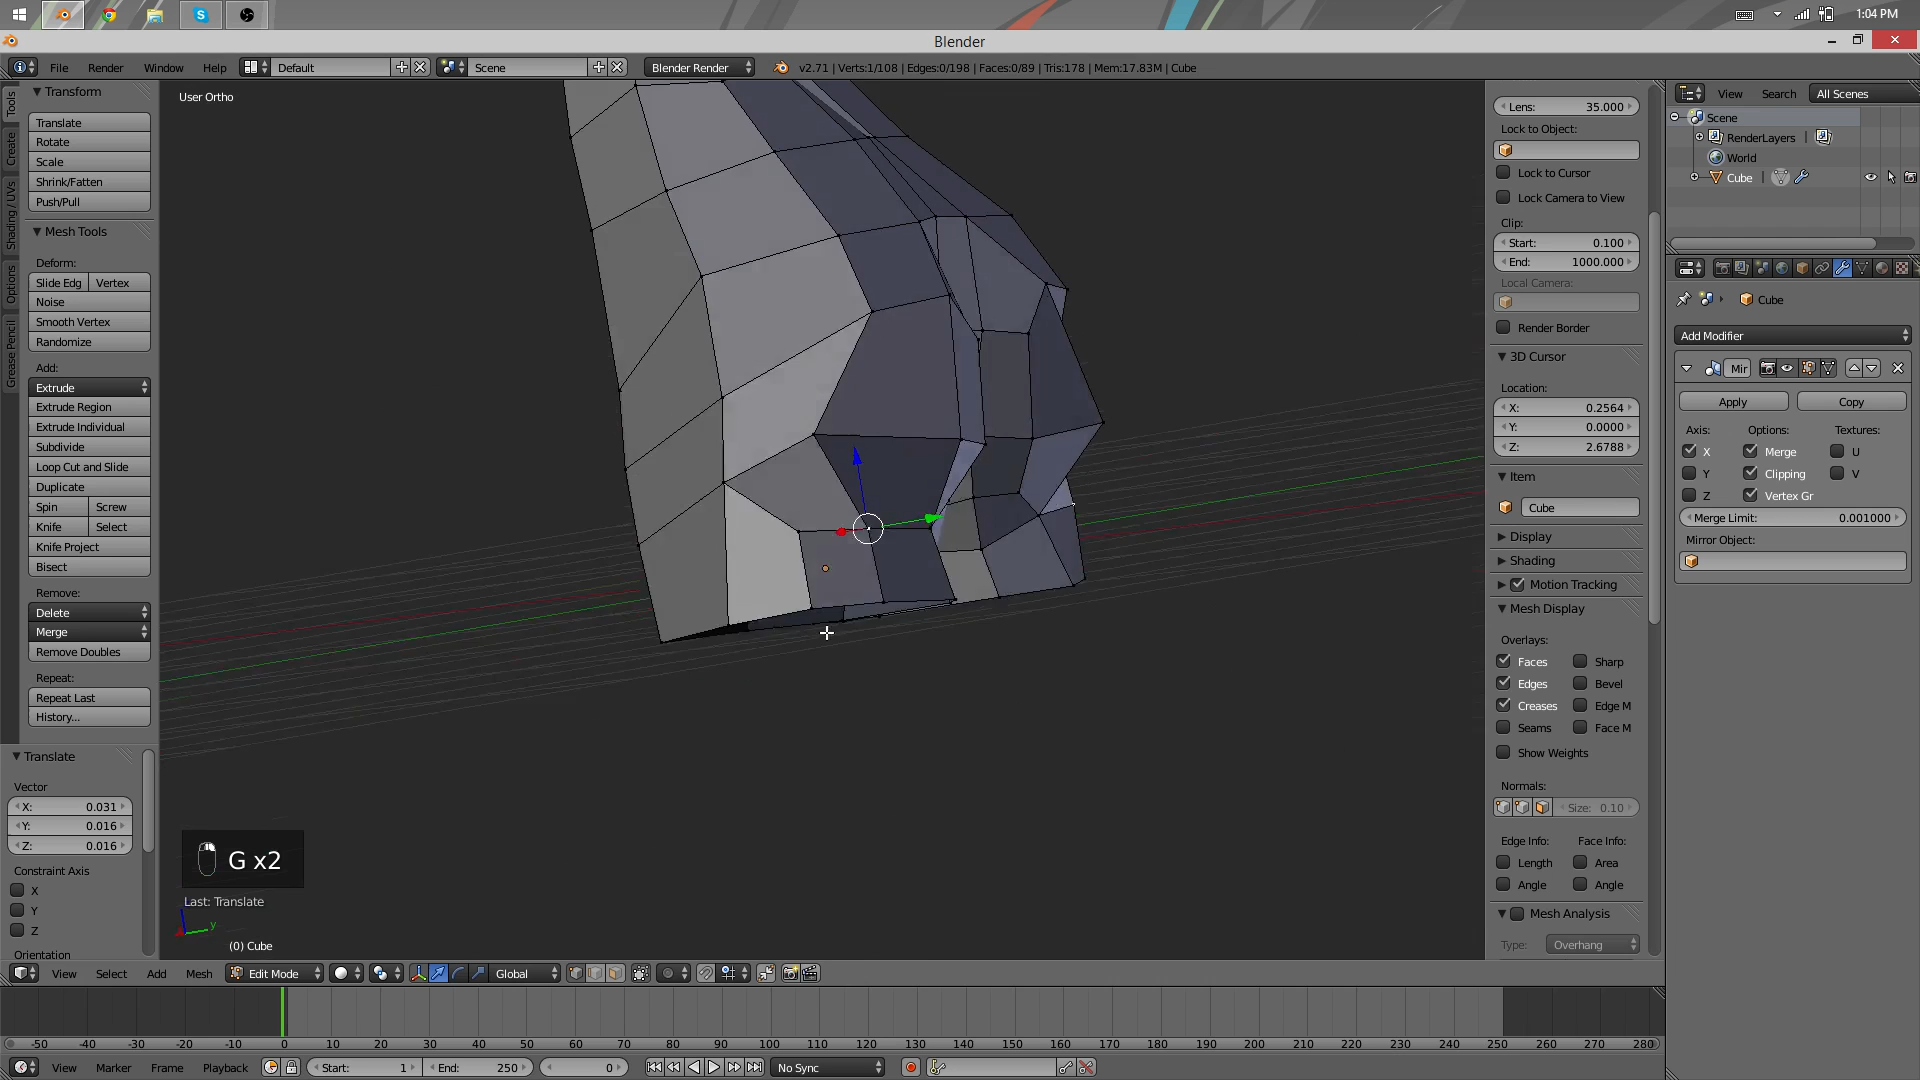 1:04 PM
Blender
File Render Window Help Default Scene Blender Render v2.71 | Verts:1/108 | Edges:0/198 | Faces:0/89 | Tris:178 | Mem:17.83M | Cube
Tools
Create
Shading / UVs
Options
Grease Pencil
Transform
Translate
Rotate
Scale
Shrink/Fatten
Push/Pull
Mesh Tools
Deform:
Slide Edg Vertex
Noise
Smooth Vertex
Randomize
Add:
Extrude
Extrude Region
Extrude Individual
Subdivide
Loop Cut and Slide
Duplicate
Spin Screw
Knife Select
Knife Project
Bisect
Remove:
Delete
Merge
Remove Doubles
Repeat:
Repeat Last
History...
Translate
Vector
X: 0.031
Y: 0.016
Z: 0.016
Constraint Axis
X
Y
Z
Orientation
User Ortho
G x2
Last: Translate
y
(0) Cube
Lens: 35.000
Lock to Object:
Lock to Cursor
Lock Camera to View
Clip:
Start: 0.100
End: 1000.000
Local Camera:
Render Border
3D Cursor
Location:
X: 0.2564
Y: 0.0000
Z: 2.6788
Item
Cube
Display
Shading
Motion Tracking
Mesh Display
Overlays:
Faces Sharp
Edges Bevel
Creases Edge M
Seams Face M
Show Weights
Normals:
Size: 0.10
Edge Info: Face Info:
Length Area
Angle Angle
Mesh Analysis
Type: Overhang
View Search All Scenes
Scene
RenderLayers |
World
Cube |
Cube
Add Modifier
Mir
Apply Copy
Axis: Options: Textures:
X Merge U
Y Clipping V
Z Vertex Gr
Merge Limit: 0.001000
Mirror Object:
View Select Add Mesh Edit Mode Global
-50 -40 -30 -20 -10 0 10 20 30 40 50 60 70 80 90 100 110 120 130 140 150 160 170 180 190 200 210 220 230 240 250 260 270 280
View Marker Frame Playback Start: 1 End: 250 0 No Sync